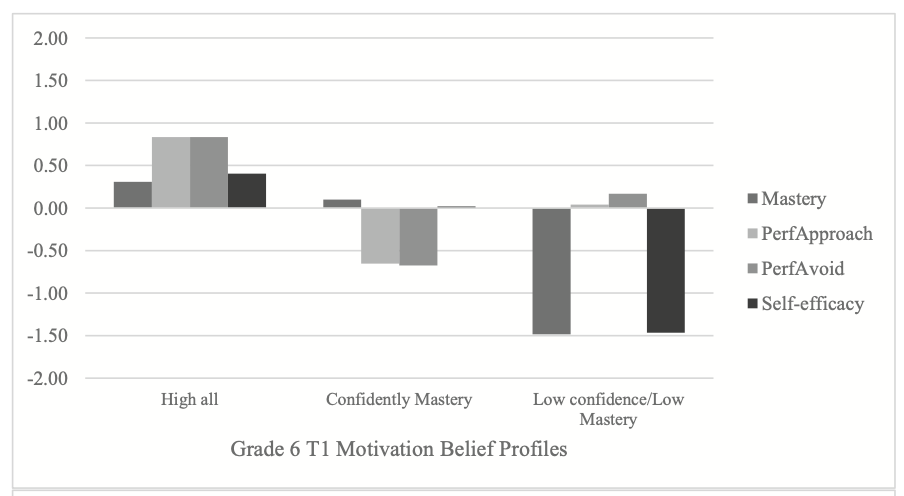 2.00
1.50
1.00
0.50
0.00
-0.50
-1.00
-1.50
-2.00
High all
Confidently Mastery
Low confidence/Low
Mastery
Grade 6 T1 Motivation Belief Profiles
Mastery
PerfApproach
PerfAvoid
Self-efficacy